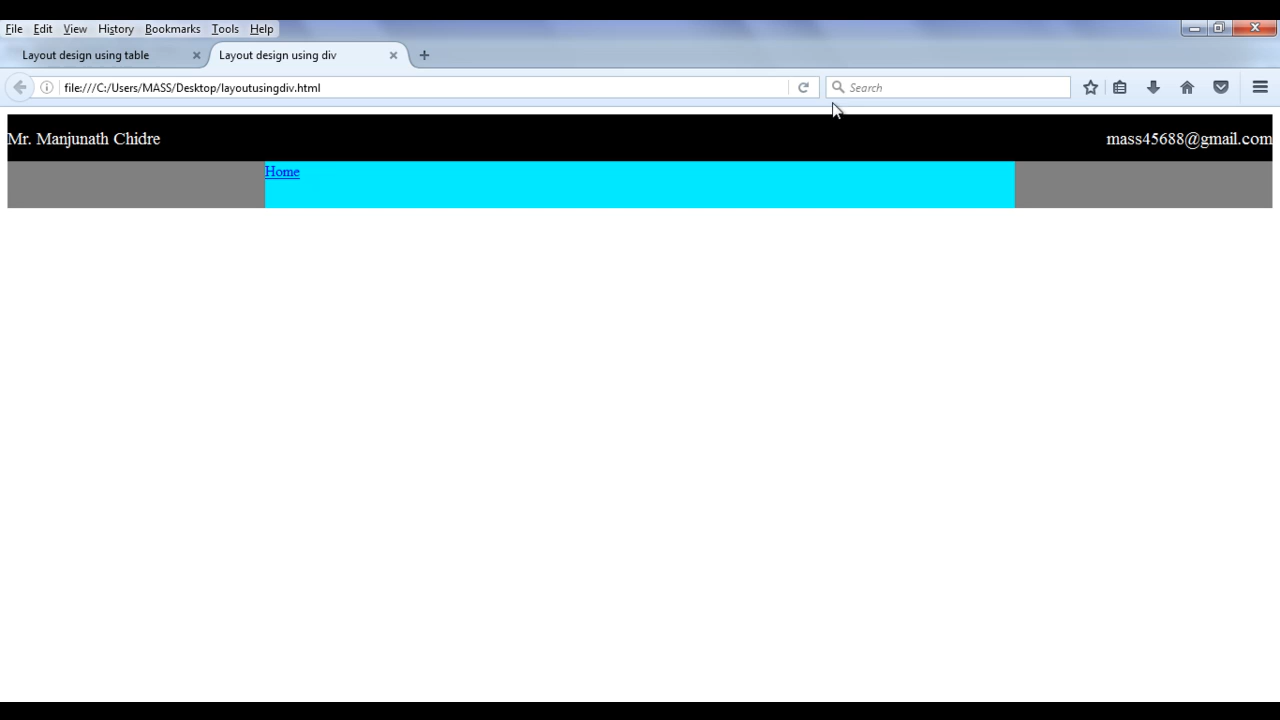 File Edit View History Bookmarks Tools Help
Layout design using table Layout design using div
file:///C:/Users/MASS/Desktop/layoutusingdiv.html Search
Mr. Manjunath Chidre mass45688@gmail.com
Home